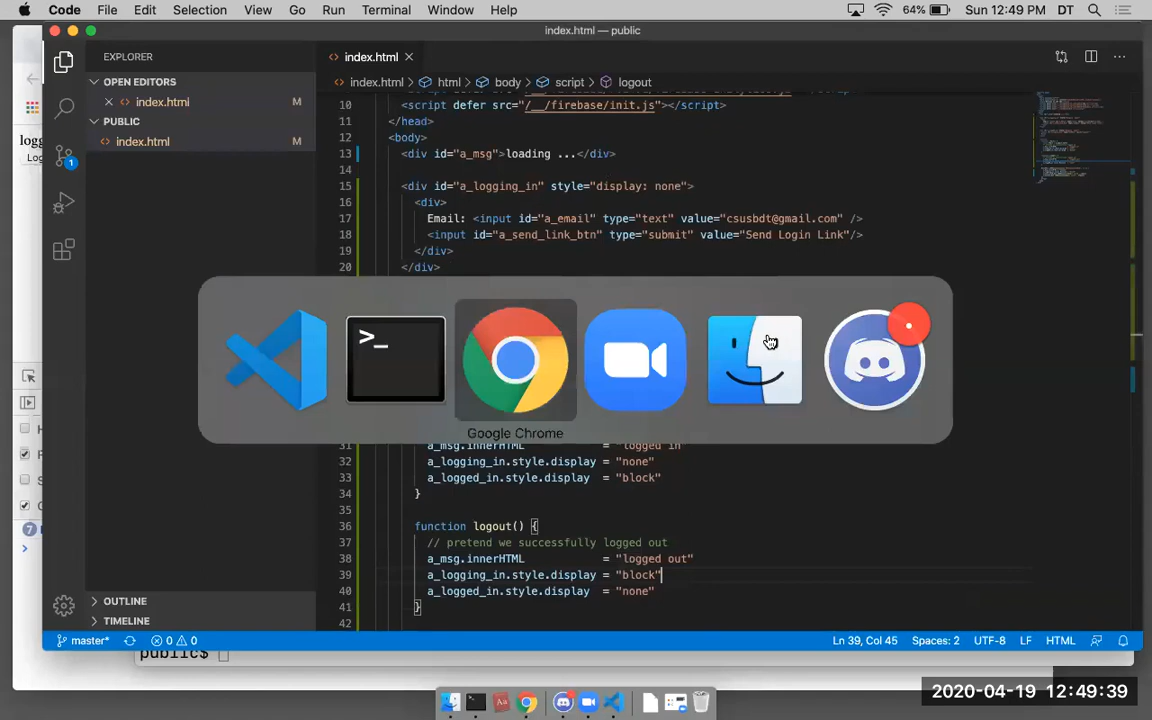 Code File Edit Selection View Go Run Terminal Window Help 64% Sun 12:49 PM DT
index.html — public
EXPLORER
index.html
OPEN EDITORS
index.html M
PUBLIC
index.html M
index.html html body script logout
10 <script defer src="/__/firebase/init.js"></script>
11 </head>
12 <body>
13 <div id="a_msg">loading ...</div>
14
15 <div id="a_logging_in" style="display: none">
16 <div>
17 Email: <input id="a_email" type="text" value="csusbdt@gmail.com" />
18 <input id="a_send_link_btn" type="submit" value="Send Login Link"/>
19 </div>
20 </div>
Google Chrome
31 a_msg.innerHTML = "logged in"
32 a_logging_in.style.display = "none"
33 a_logged_in.style.display = "block"
34 }
35
36 function logout() {
37 // pretend we successfully logged out
38 a_msg.innerHTML = "logged out"
39 a_logging_in.style.display = "block"
40 a_logged_in.style.display = "none"
41 }
42
OUTLINE
TIMELINE
master* 0 0 Ln 39, Col 45 Spaces: 2 UTF-8 LF HTML
public$
2020-04-19 12:49:39